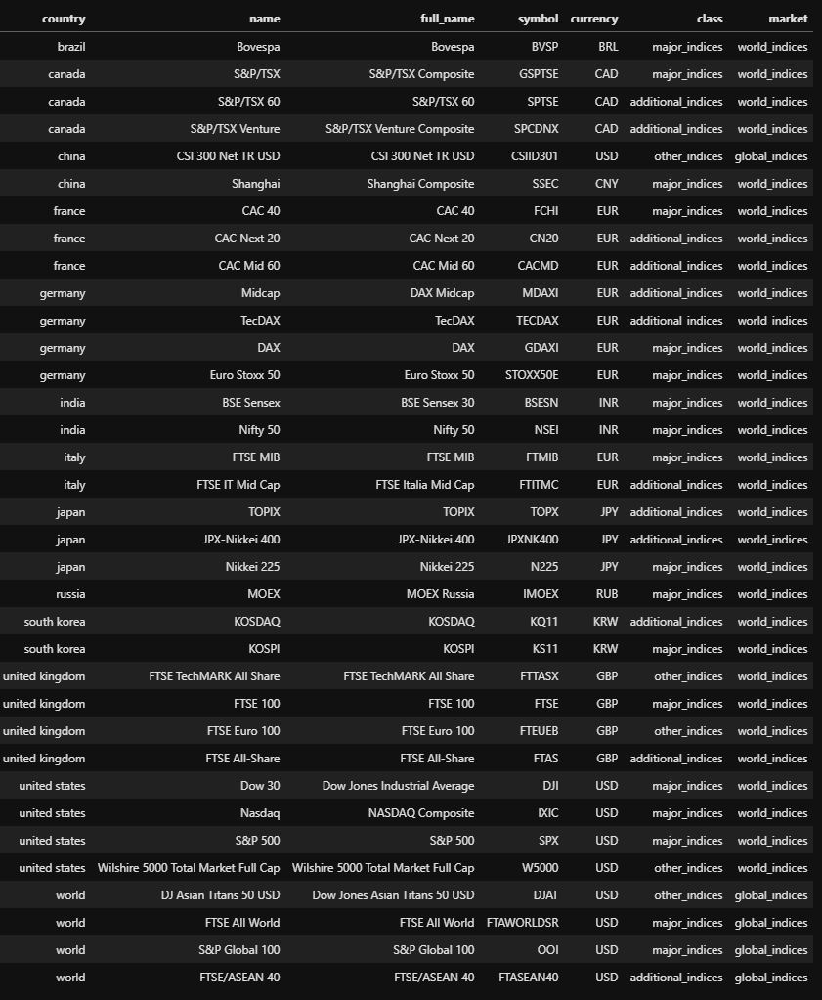 country name full_name symbol currency class market
brazil Bovespa Bovespa BVSP BRL major_indices world_indices
canada S&P/TSX S&P/TSX Composite GSPTSE CAD major_indices world_indices
canada S&P/TSX 60 S&P/TSX 60 SPTSE CAD additional_indices world_indices
canada S&P/TSX Venture S&P/TSX Venture Composite SPCDNX CAD additional_indices world_indices
china CSI 300 Net TR USD CSI 300 Net TR USD CSIID301 USD other_indices global_indices
china Shanghai Shanghai Composite SSEC CNY major_indices world_indices
france CAC 40 CAC 40 FCHI EUR major_indices world_indices
france CAC Next 20 CAC Next 20 CN20 EUR additional_indices world_indices
france CAC Mid 60 CAC Mid 60 CACMD EUR additional_indices world_indices
germany Midcap DAX Midcap MDAXI EUR additional_indices world_indices
germany TecDAX TecDAX TECDAX EUR additional_indices world_indices
germany DAX DAX GDAXI EUR major_indices world_indices
germany Euro Stoxx 50 Euro Stoxx 50 STOXX50E EUR major_indices world_indices
india BSE Sensex BSE Sensex 30 BSESN INR major_indices world_indices
india Nifty 50 Nifty 50 NSEI INR major_indices world_indices
italy FTSE MIB FTSE MIB FTMIB EUR major_indices world_indices
italy FTSE IT Mid Cap FTSE Italia Mid Cap FTITMC EUR additional_indices world_indices
japan TOPIX TOPIX TOPX JPY additional_indices world_indices
japan JPX-Nikkei 400 JPX-Nikkei 400 JPXNK400 JPY additional_indices world_indices
japan Nikkei 225 Nikkei 225 N225 JPY major_indices world_indices
russia MOEX MOEX Russia IMOEX RUB major_indices world_indices
south korea KOSDAQ KOSDAQ KQ11 KRW additional_indices world_indices
south korea KOSPI KOSPI KS11 KRW major_indices world_indices
united kingdom FTSE TechMARK All Share FTSE TechMARK All Share FTTASX GBP other_indices world_indices
united kingdom FTSE 100 FTSE 100 FTSE GBP major_indices world_indices
united kingdom FTSE Euro 100 FTSE Euro 100 FTEUEB GBP other_indices world_indices
united kingdom FTSE All-Share FTSE All-Share FTAS GBP additional_indices world_indices
united states Dow 30 Dow Jones Industrial Average DJI USD major_indices world_indices
united states Nasdaq NASDAQ Composite IXIC USD major_indices world_indices
united states S&P 500 S&P 500 SPX USD major_indices world_indices
united states Wilshire 5000 Total Market Full Cap Wilshire 5000 Total Market Full Cap W5000 USD other_indices world_indices
world DJ Asian Titans 50 USD Dow Jones Asian Titans 50 USD DJAT USD other_indices global_indices
world FTSE All World FTSE All World FTAWORLDSR USD major_indices global_indices
world S&P Global 100 S&P Global 100 OOI USD major_indices global_indices
world FTSE/ASEAN 40 FTSE/ASEAN 40 FTASEAN40 USD additional_indices global_indices